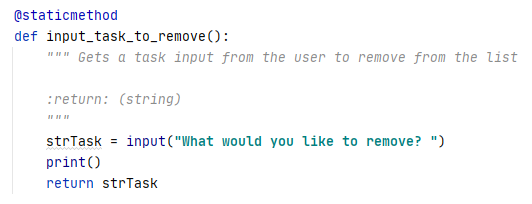 @staticmethod
def input_task_to_remove():
""" Gets a task input from the user to remove from the list
:return: (string)
"""
strTask = input("What would you like to remove? ")
print()
return strTask